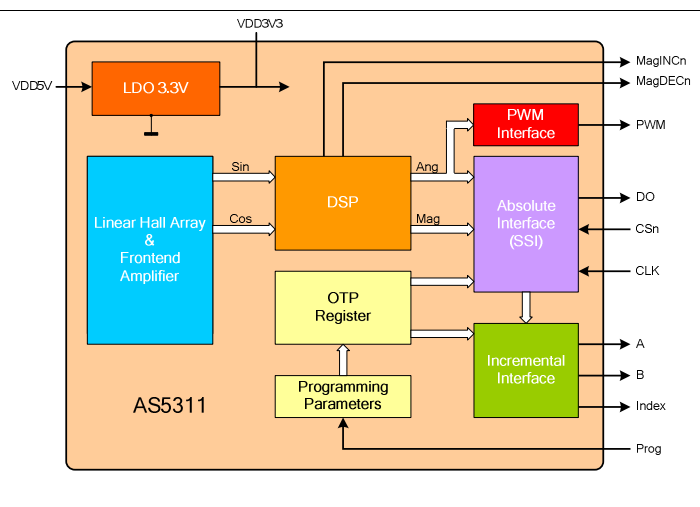 VDD3V3
VDD5V
LDO 3.3V
MagINCn
MagDECn
PWM
Interface
PWM
Sin
Ang
Linear Hall Array
&
Frontend
Amplifier
DSP
Absolute
Interface
(SSI)
DO
Cos
Mag
CSn
CLK
OTP
Register
Incremental
Interface
A
B
Index
Programming
Parameters
AS5311
Prog